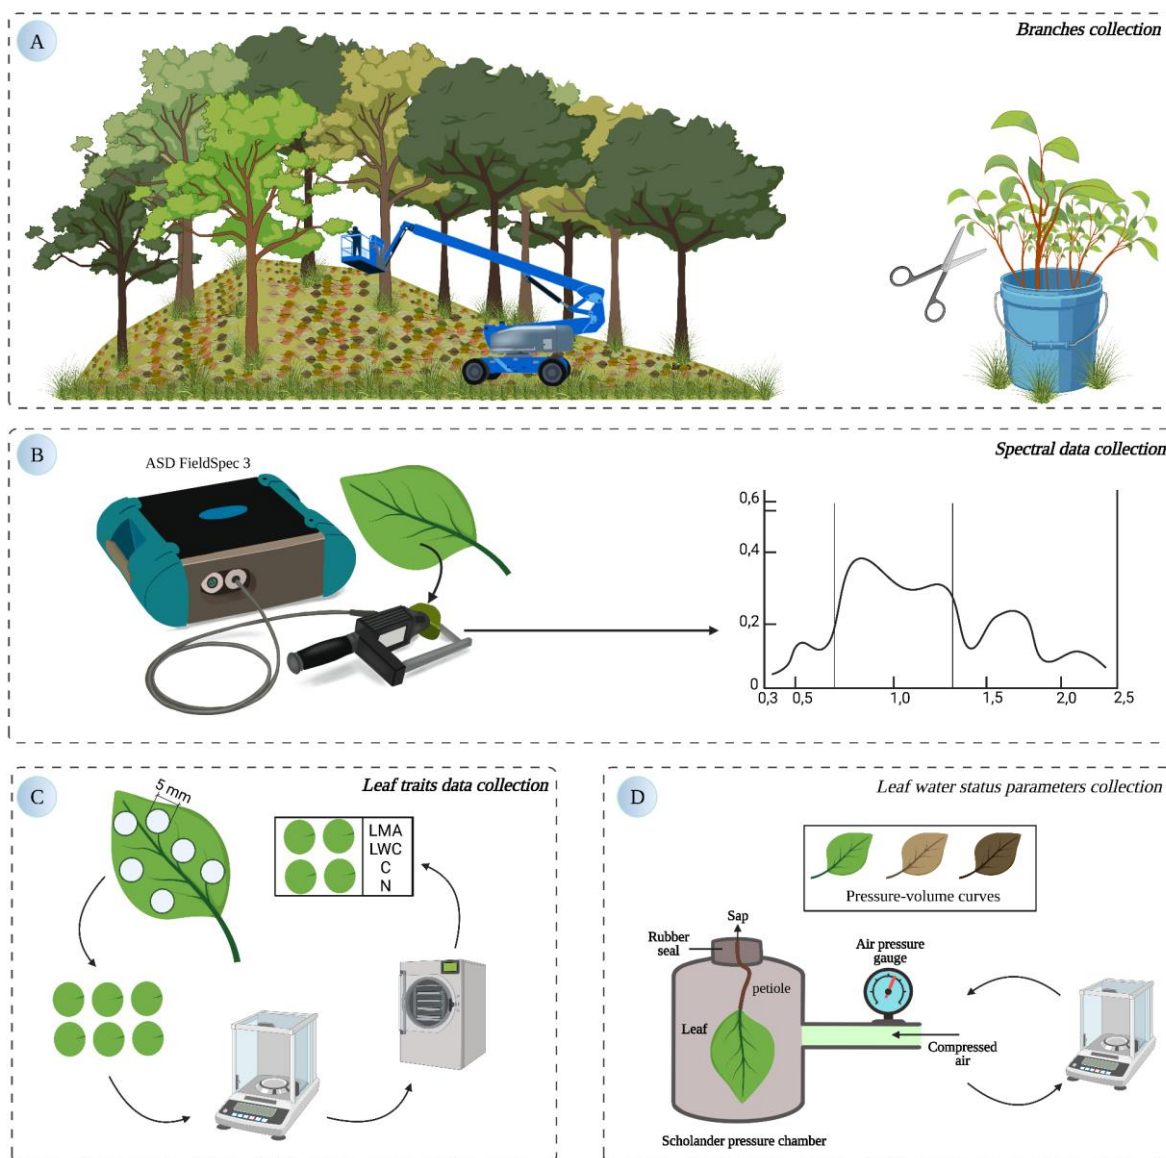 A
Branches collection
B
Spectral data collection
ASD FieldSpec 3
0,6
0,4
0,2
0
0,3 0,5 1,0 1,5 2,0 2,5
C
Leaf traits data collection
5 mm
LMA
LWC
C
N
D
Leaf water status parameters collection
Pressure-volume curves
Sap
Rubber
seal
Air pressure
gauge
petiole
Leaf
Compressed
air
Scholander pressure chamber